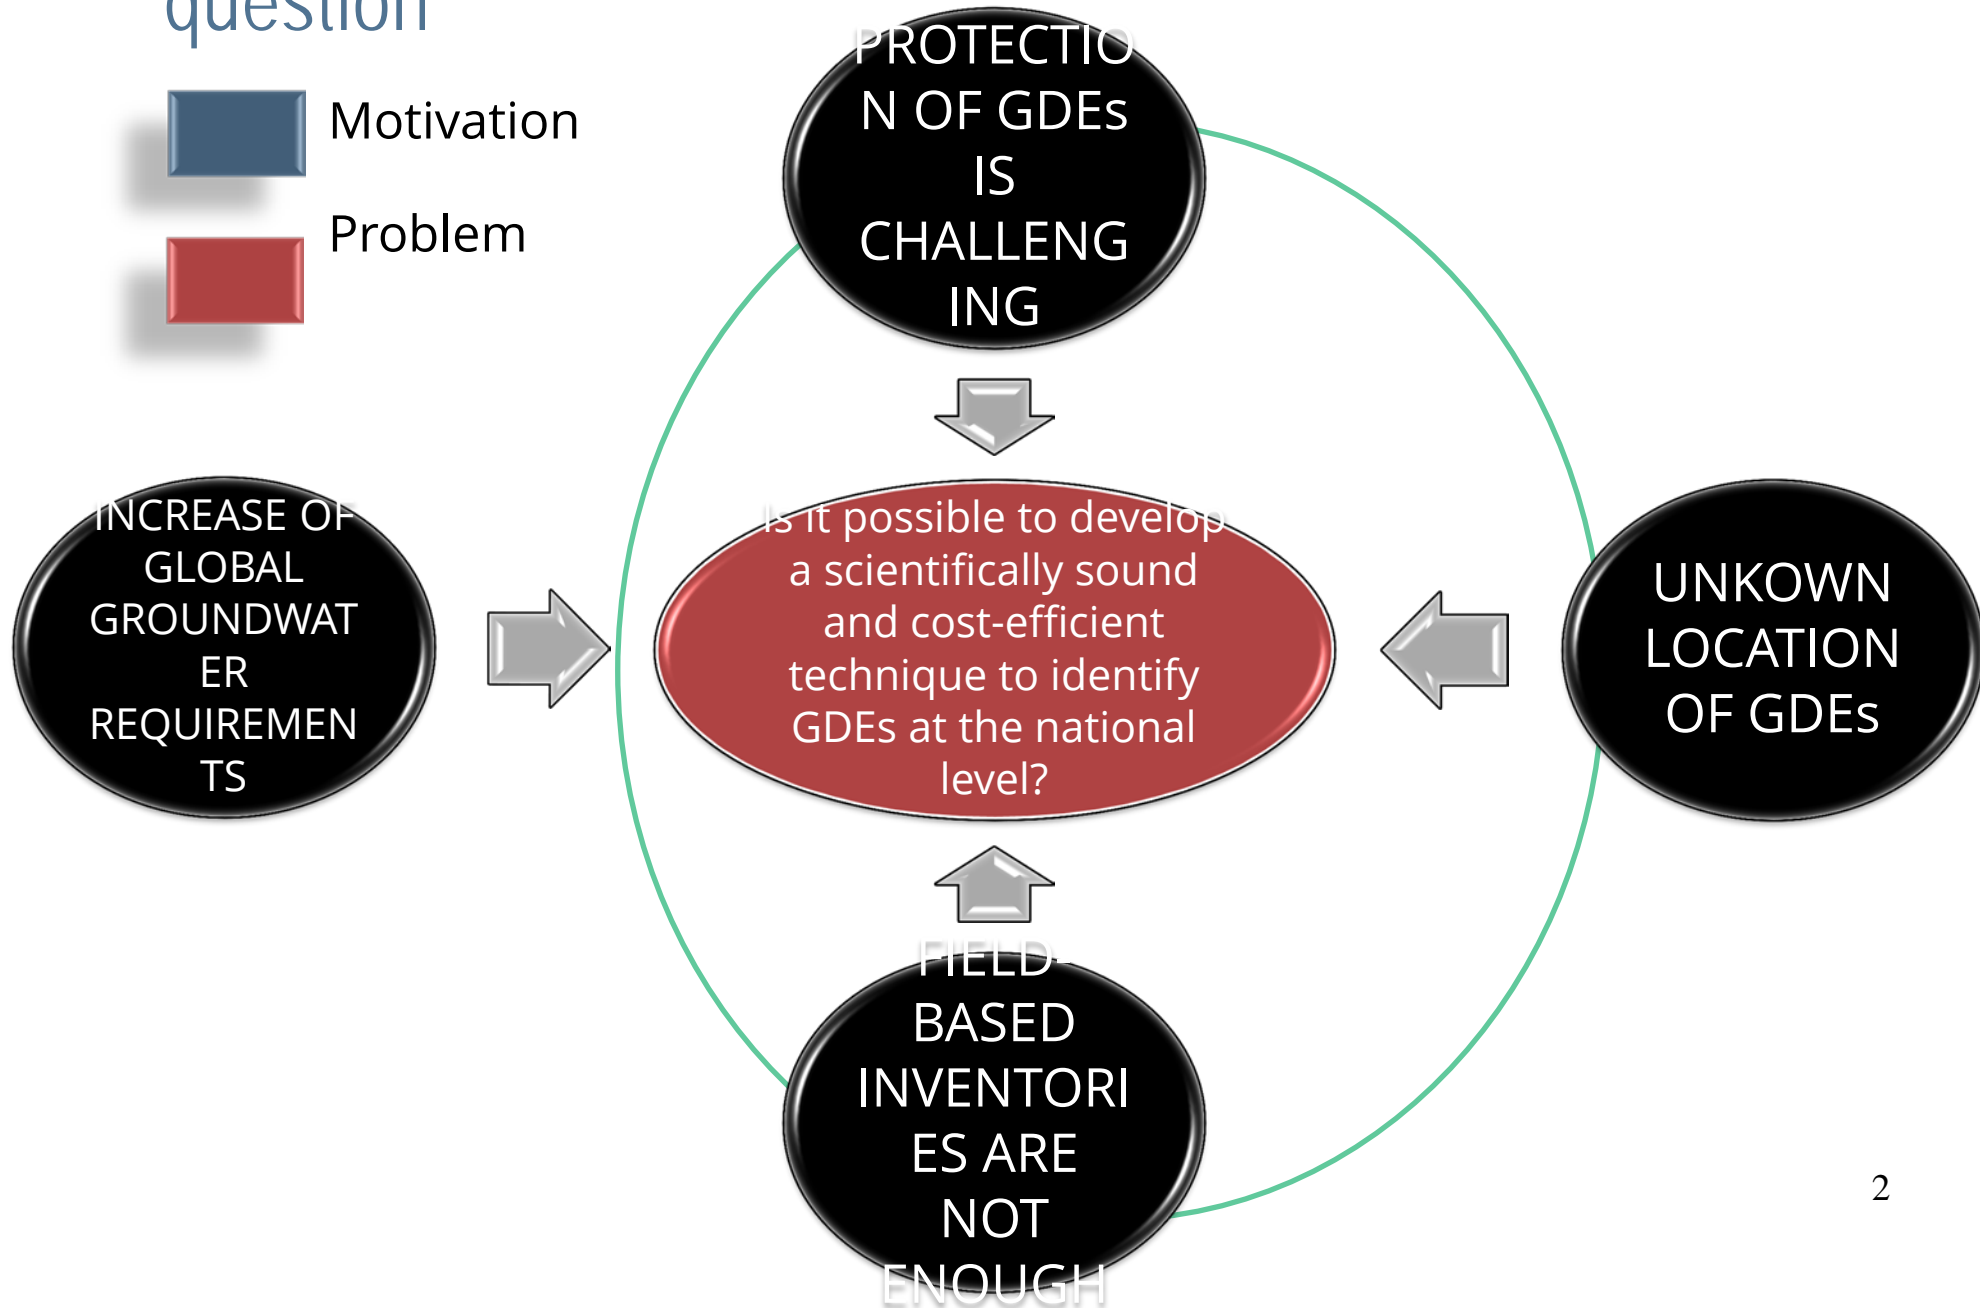 question
Motivation
Problem
PROTECTIO
N OF GDEs
IS
CHALLENG
ING
INCREASE OF
GLOBAL
GROUNDWAT
ER
REQUIREMEN
TS
Is it possible to develop
a scientifically sound
and cost-efficient
technique to identify
GDEs at the national
level?
UNKOWN
LOCATION
OF GDEs
FIELD-
BASED
INVENTORI
ES ARE
NOT
ENOUGH
2